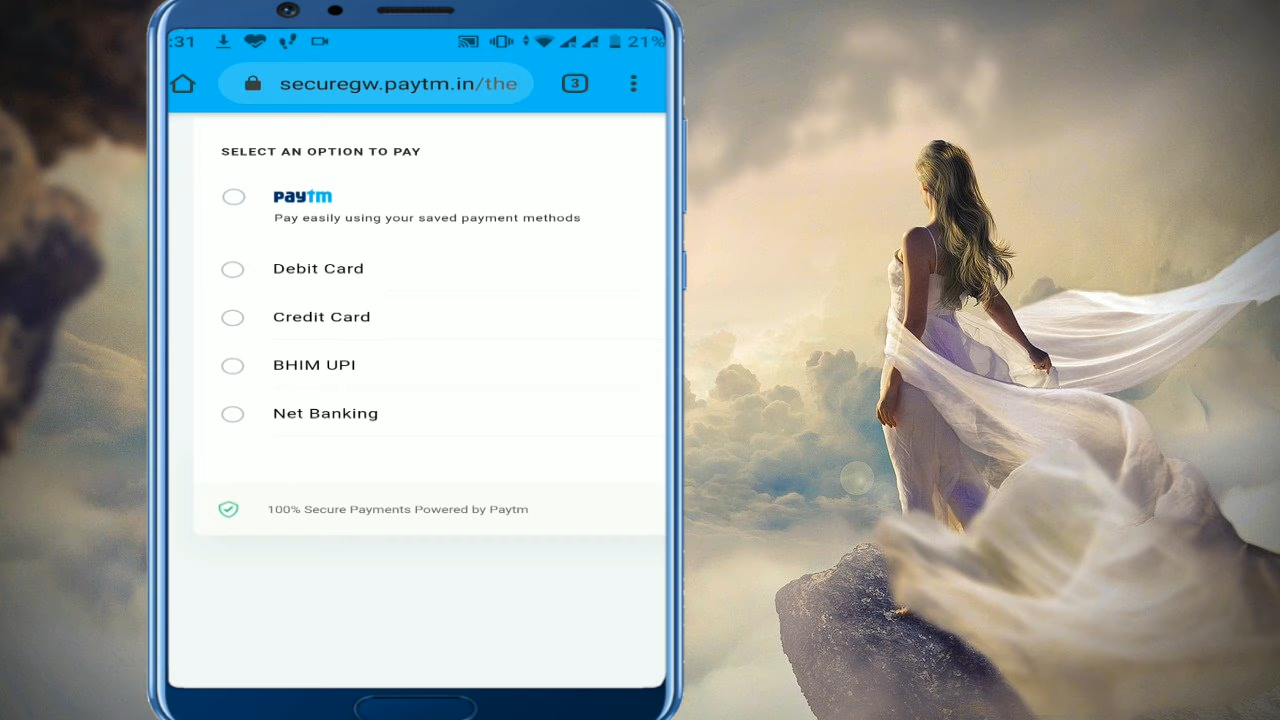 :31
21%
securegw.paytm.in/the
3
SELECT AN OPTION TO PAY
paytm
Pay easily using your saved payment methods
Debit Card
Credit Card
BHIM UPI
Net Banking
100% Secure Payments Powered by Paytm